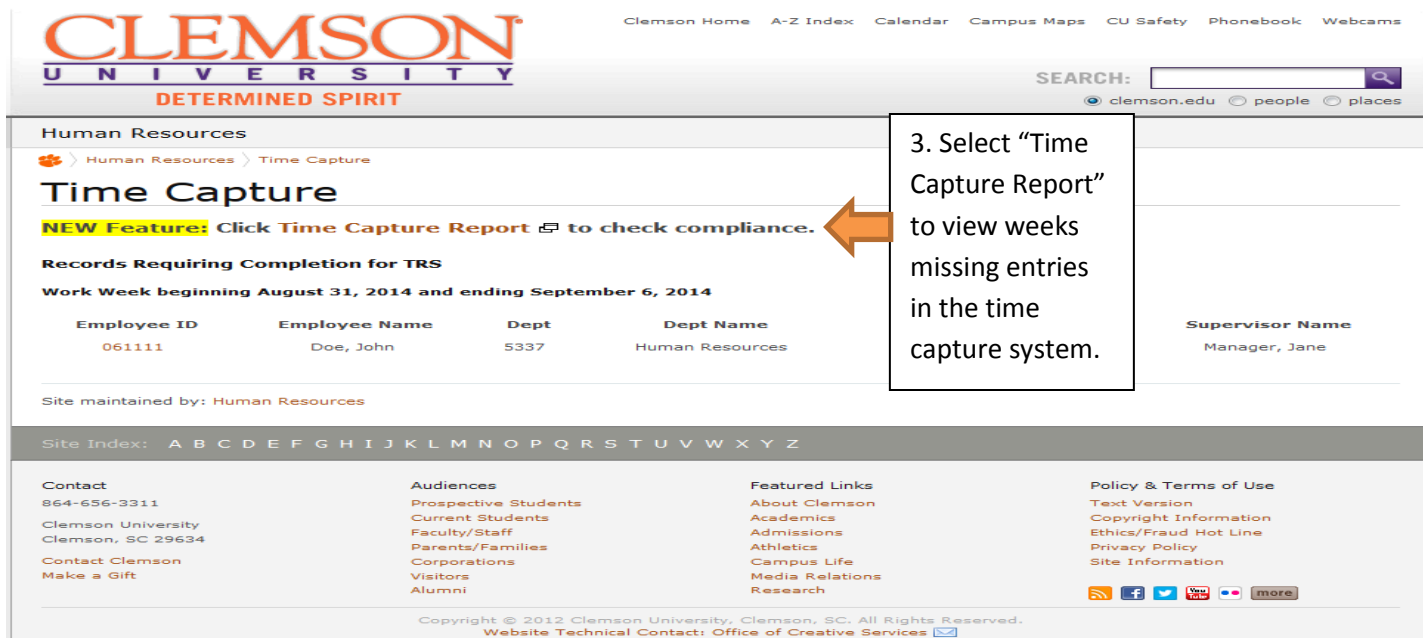 CLEMSON
UNIVERSITY
DETERMINED SPIRIT
Clemson Home A-Z Index Calendar Campus Maps CU Safety Phonebook Webcams
SEARCH:
clemson.edu people places
Human Resources
Human Resources Time Capture
Time Capture
NEW Feature: Click Time Capture Report to check compliance.
3. Select “Time
Capture Report”
to view weeks
missing entries
in the time
capture system.
Records Requiring Completion for TRS
Work Week beginning August 31, 2014 and ending September 6, 2014
Employee ID Employee Name Dept Dept Name Supervisor Name
061111 Doe, John 5337 Human Resources Manager, Jane
Site maintained by: Human Resources
Site Index: A B C D E F G H I J K L M N O P Q R S T U V W X Y Z
Contact
864-656-3311
Clemson University
Clemson, SC 29634
Contact Clemson
Make a Gift
Audiences
Prospective Students
Current Students
Faculty/Staff
Parents/Families
Corporations
Visitors
Alumni
Featured Links
About Clemson
Academics
Admissions
Athletics
Campus Life
Media Relations
Research
Policy & Terms of Use
Text Version
Copyright Information
Ethics/Fraud Hot Line
Privacy Policy
Site Information
You Tube more
Copyright © 2012 Clemson University, Clemson, SC. All Rights Reserved.
Website Technical Contact: Office of Creative Services